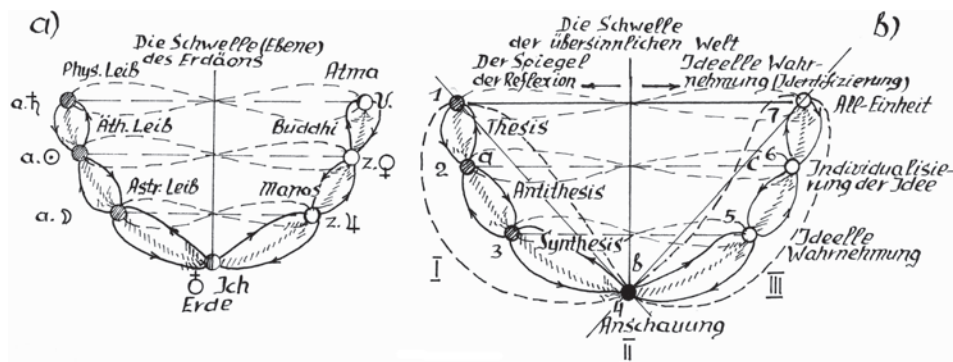 a)
Die Schwelle (Ebene)
des Erdäons
Phys. Leib
Atma
a. ♄
V.
Äth. Leib
Buddhi
a. ☉
z. ♀
Astr. Leib
Manas
a. ☽
z. ♃
Ich
Erde
b)
Die Schwelle
der übersinnlichen Welt
Der Spiegel
der Reflexion
Ideelle Wahr-
nehmung (Identifizierung)
1
7
All-Einheit
Thesis
2
a
c
6
Individualisie-
rung der Idee
Antithesis
3
Synthesis
5
Ideelle
Wahrnehmung
I
в
III
4
Anschauung
II